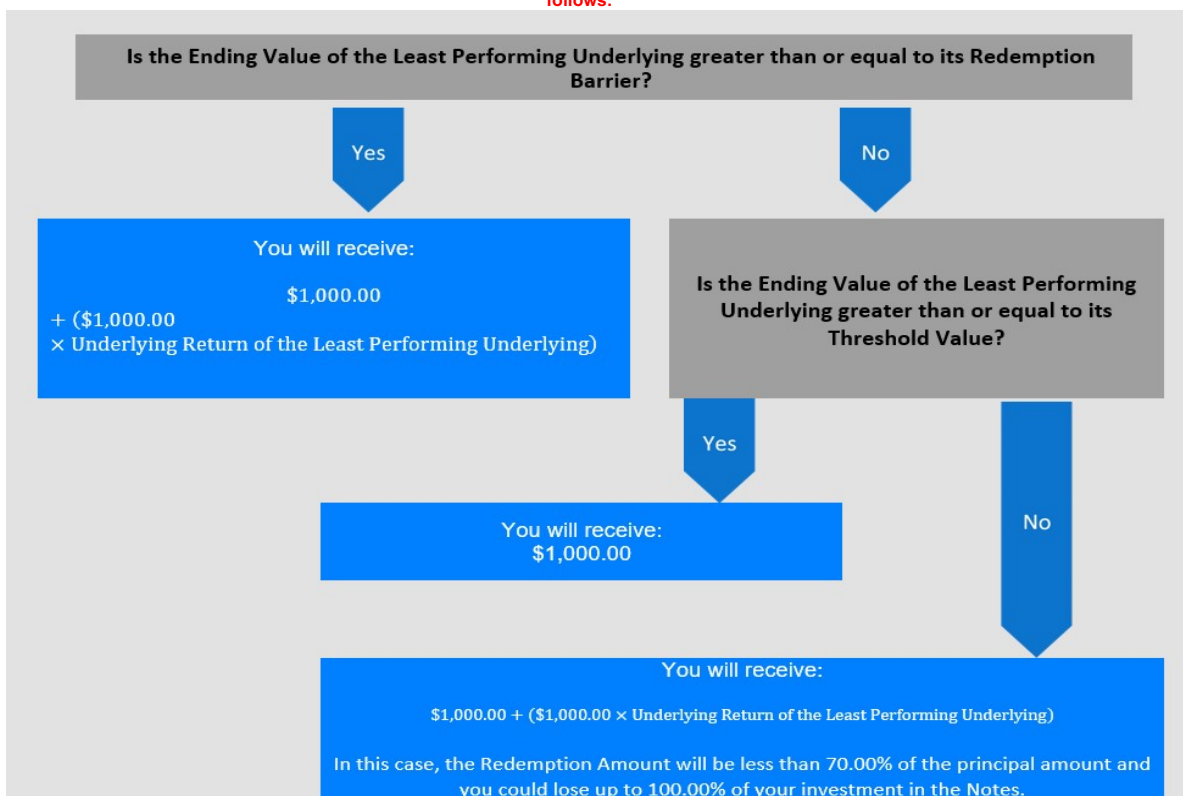 follows:
Is the Ending Value of the Least Performing Underlying greater than or equal to its Redemption
Barrier?
Yes
No
You will receive:
$1,000.00
+ ($1,000.00
× Underlying Return of the Least Performing Underlying)
Is the Ending Value of the Least Performing
Underlying greater than or equal to its
Threshold Value?
Yes
No
You will receive:
$1,000.00
You will receive:
$1,000.00 + ($1,000.00 × Underlying Return of the Least Performing Underlying)
In this case, the Redemption Amount will be less than 70.00% of the principal amount and
you could lose up to 100.00% of your investment in the Notes.